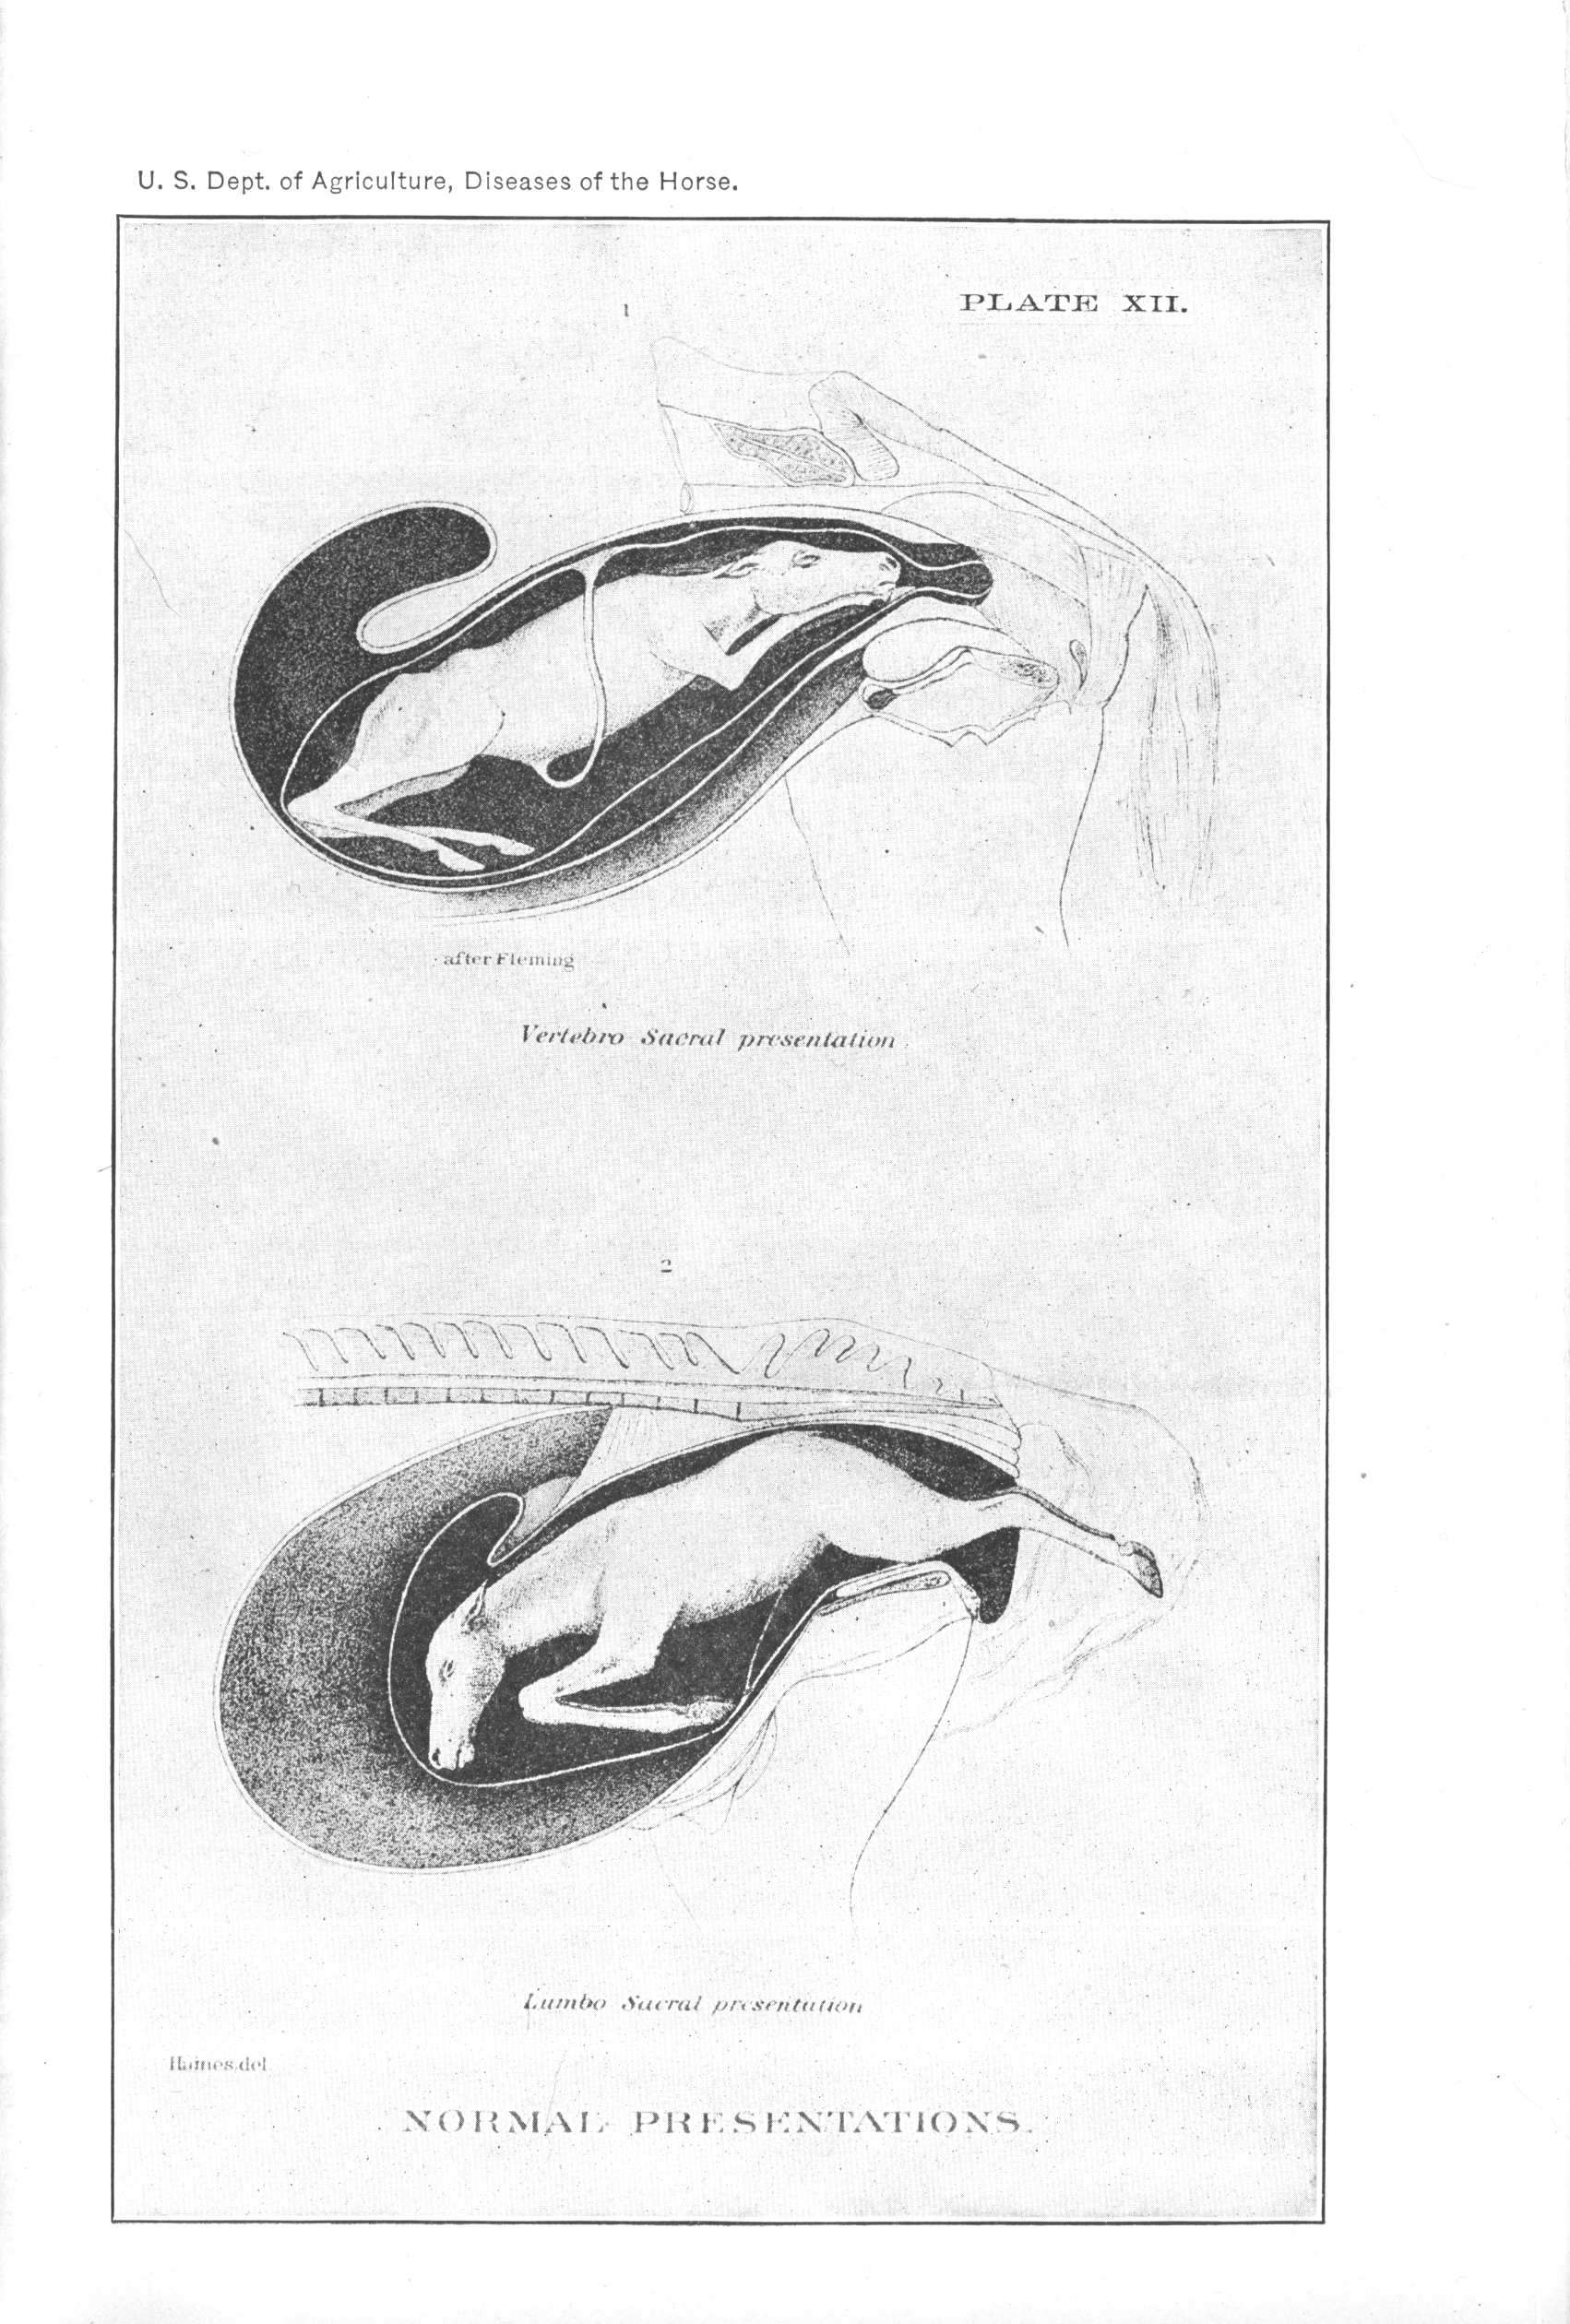 U. S. Dept. of Agriculture, Diseases of the Horse.
PLATE XII.
1
after Fleming
Vertebro Sacral presentation.
2
Lumbo Sacral presentation
Haines.del.
NORMAL PRESENTATIONS.